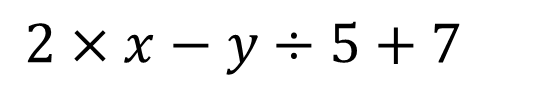 2 × x − y ÷ 5 + 7